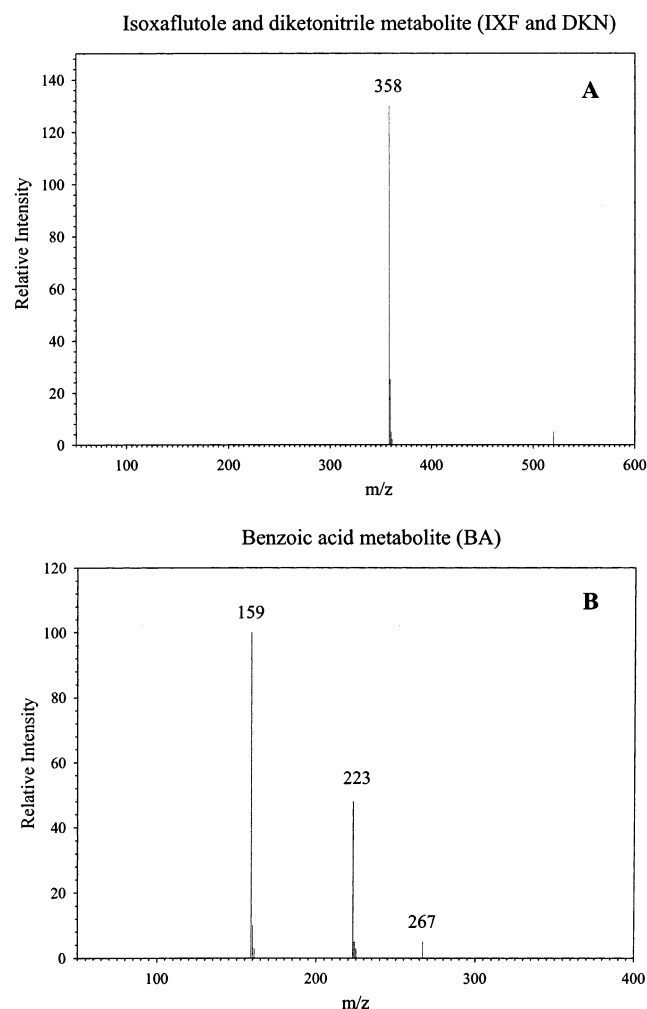 Isoxaflutole and diketonitrile metabolite (IXF and DKN)
A
358
140
120
100
80
60
40
20
0
Relative Intensity
100 200 300 400 500 600
m/z
Benzoic acid metabolite (BA)
B
159
223
267
120
100
80
60
40
20
0
Relative Intensity
100 200 300 400
m/z